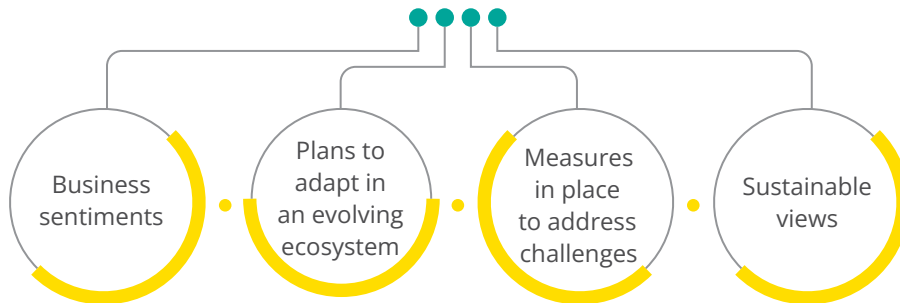 Business
sentiments
Plans to
adapt in
an evolving
ecosystem
Measures
in place
to address
challenges
Sustainable
views